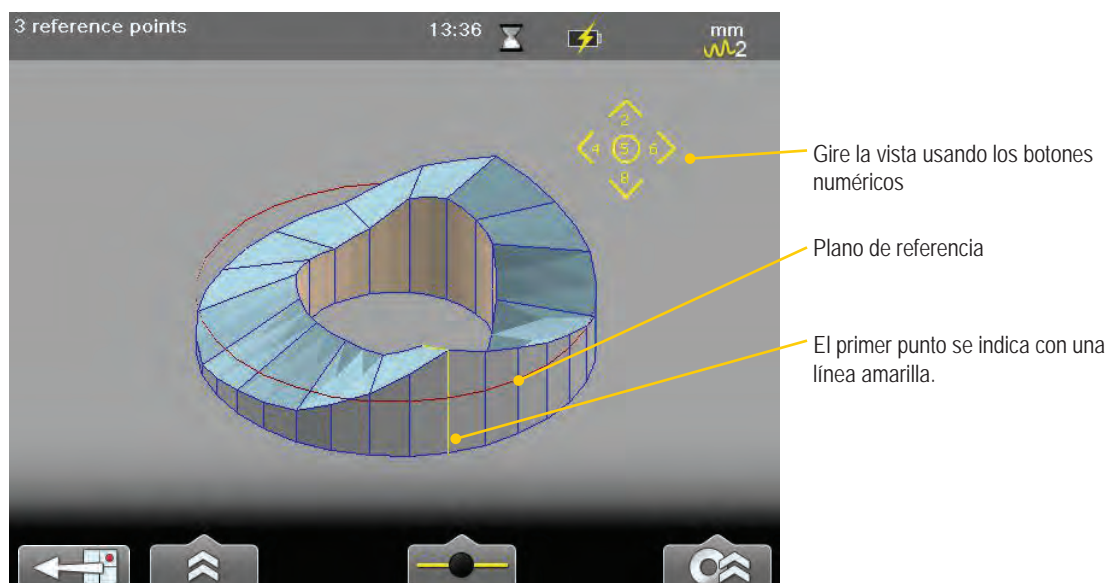 3 reference points
13:36
mm
2
2
4 5 6
8
Gire la vista usando los botones
numéricos
Plano de referencia
El primer punto se indica con una
línea amarilla.